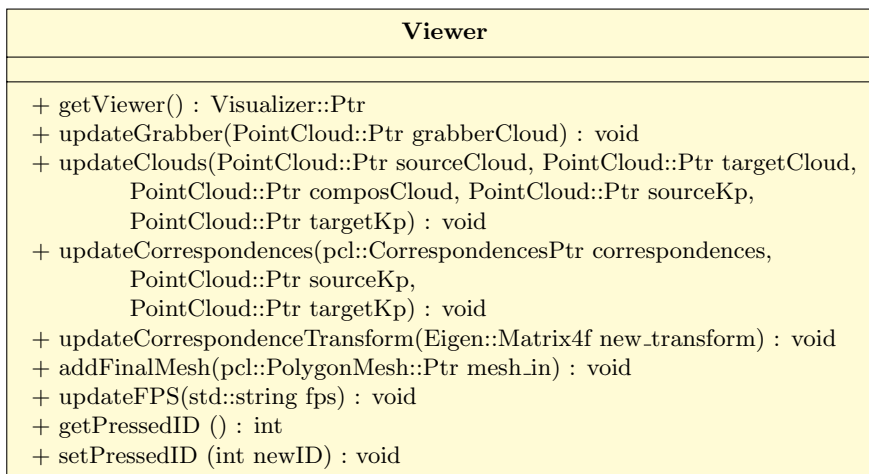 Viewer
+ getViewer() : Visualizer::Ptr
+ updateGrabber(PointCloud::Ptr grabberCloud) : void
+ updateClouds(PointCloud::Ptr sourceCloud, PointCloud::Ptr targetCloud,
PointCloud::Ptr composCloud, PointCloud::Ptr sourceKp,
PointCloud::Ptr targetKp) : void
+ updateCorrespondences(pcl::CorrespondencesPtr correspondences,
PointCloud::Ptr sourceKp,
PointCloud::Ptr targetKp) : void
+ updateCorrespondenceTransform(Eigen::Matrix4f new_transform) : void
+ addFinalMesh(pcl::PolygonMesh::Ptr mesh_in) : void
+ updateFPS(std::string fps) : void
+ getPressedID () : int
+ setPressedID (int newID) : void